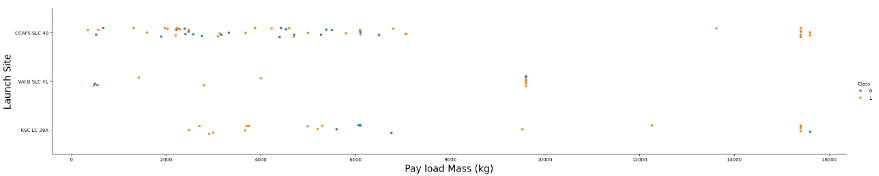 CCAFS SLC 40
VAFB SLC 4E
KSC LC 39A
Launch Site
0
2000
4000
6000
8000
10000
12000
14000
16000
Pay load Mass (kg)
Class
0
1